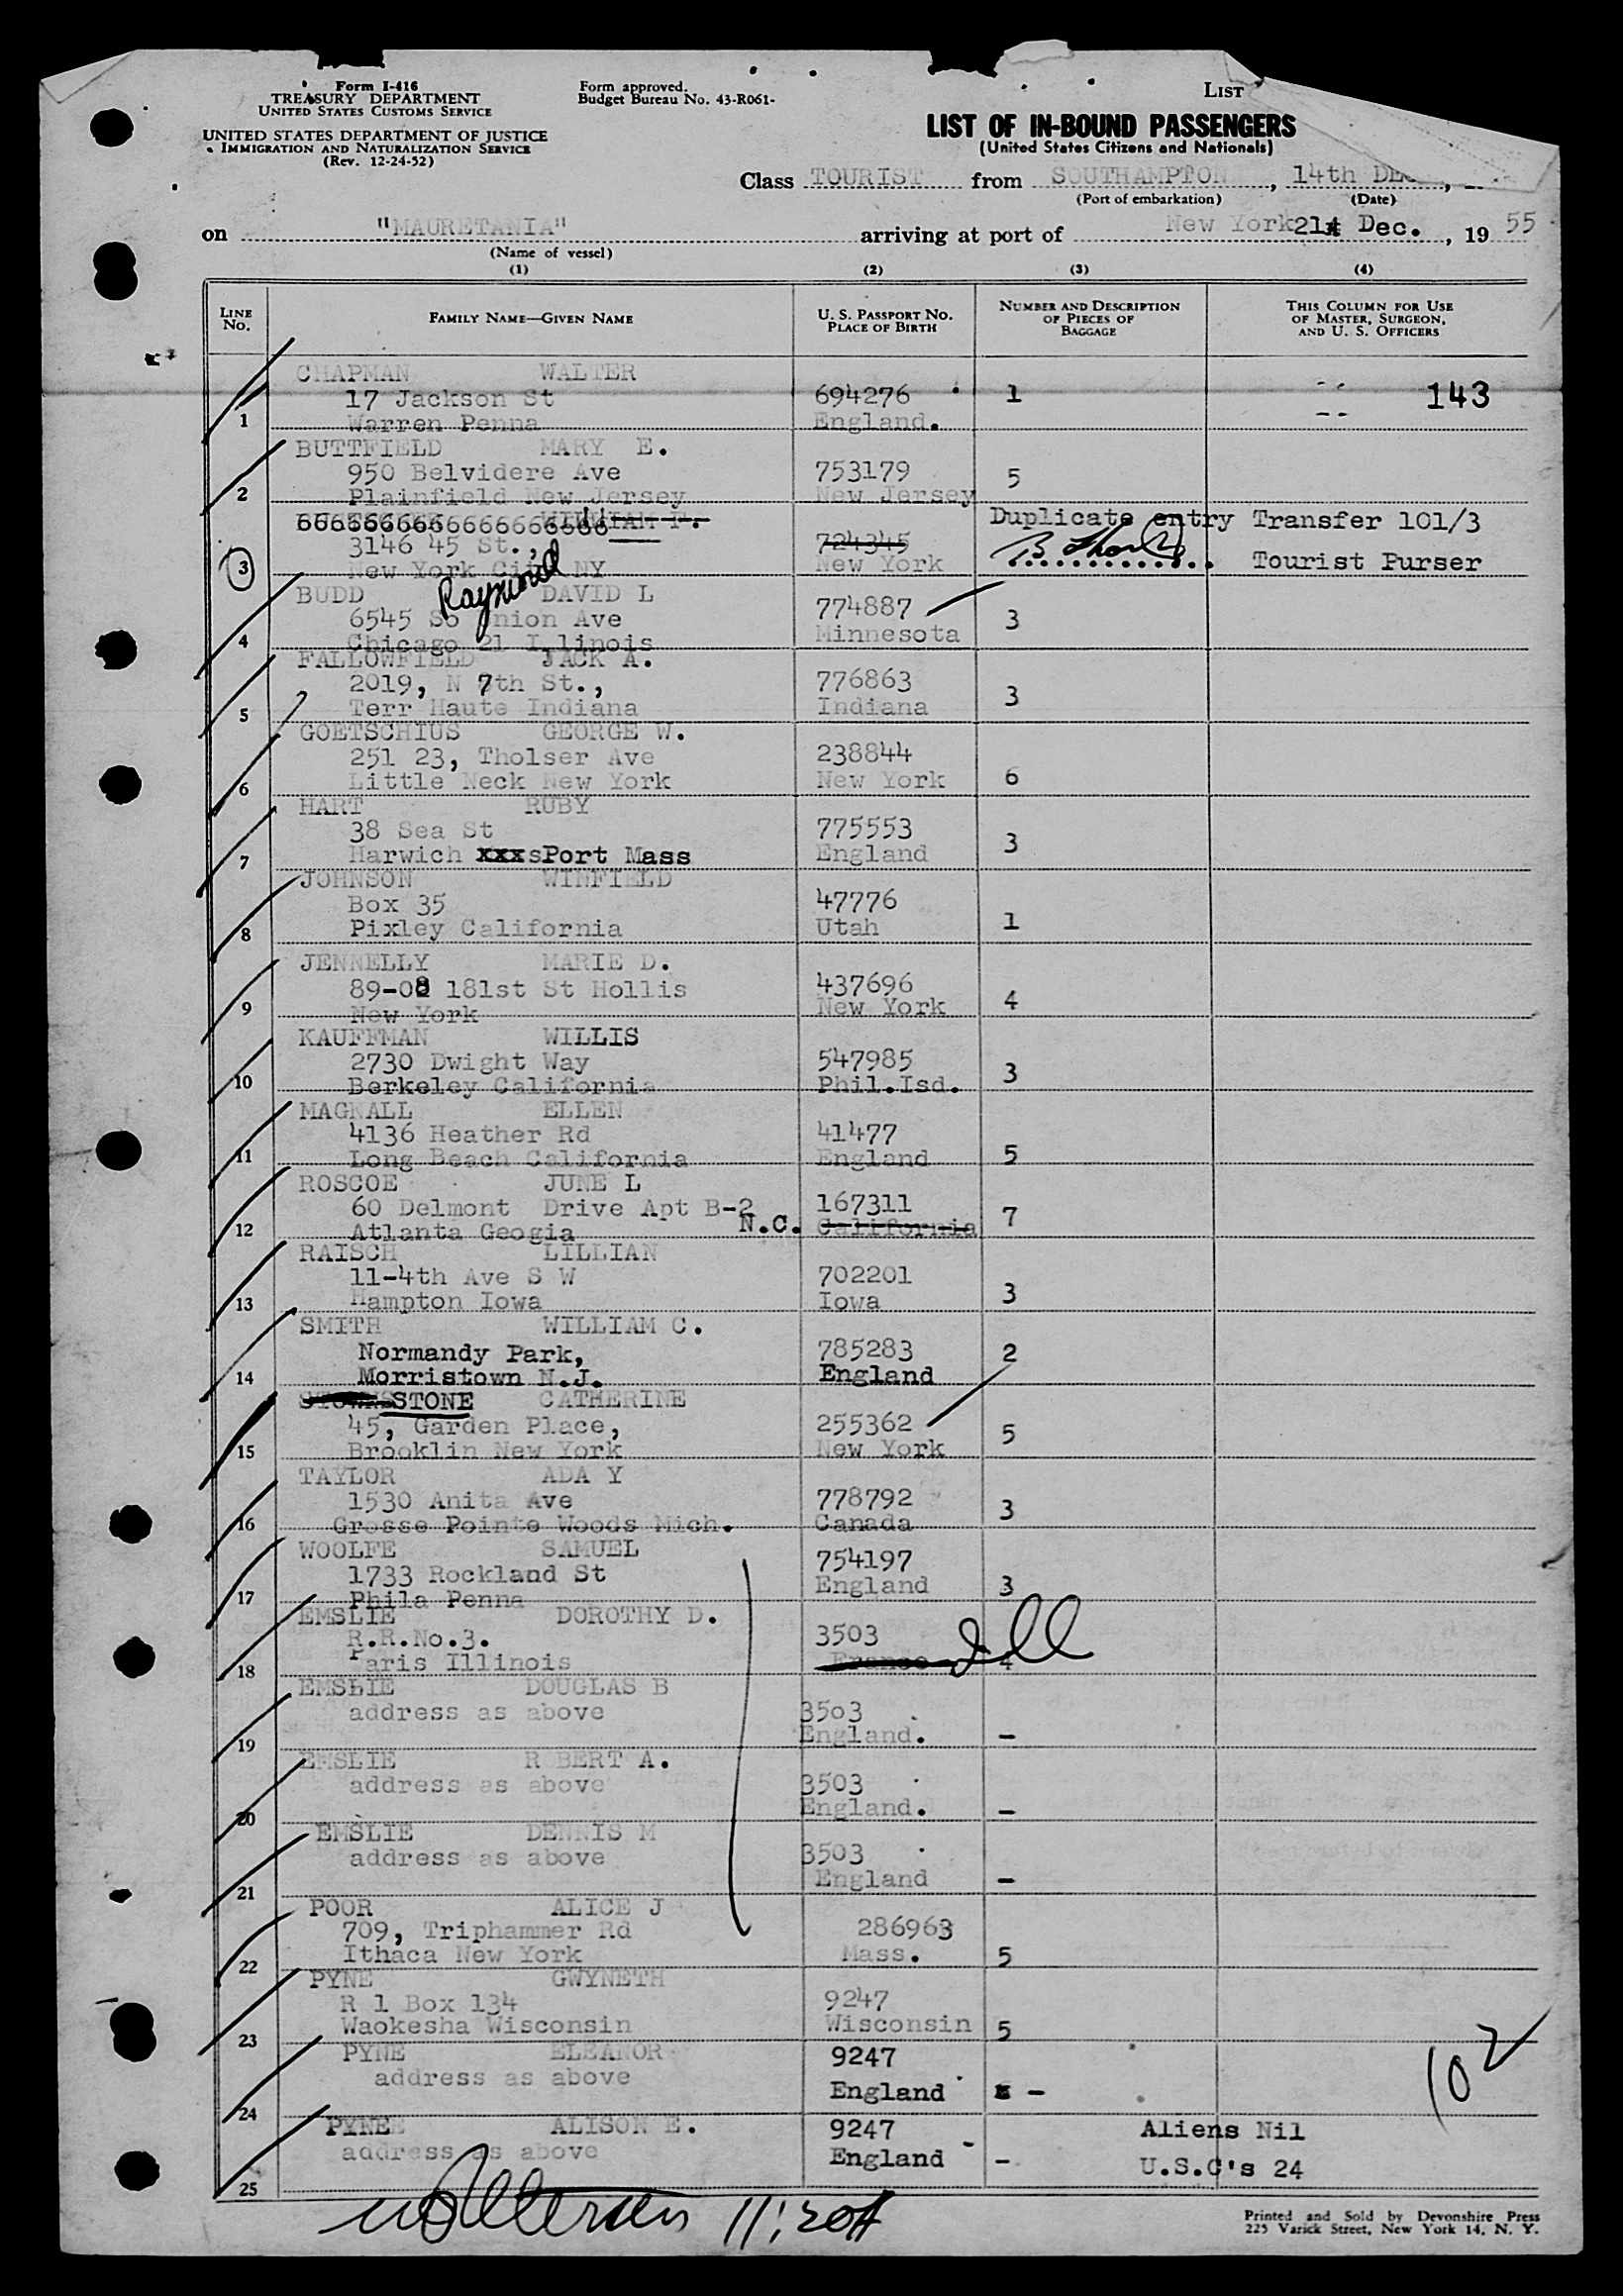 Form I-416
TREASURY DEPARTMENT
UNITED STATES CUSTOMS SERVICE
UNITED STATES DEPARTMENT OF JUSTICE
IMMIGRATION AND NATURALIZATION SERVICE
(Rev. 12-24-52)
Form approved.
Budget Bureau No. 43-R061-
LIST
LIST OF IN-BOUND PASSENGERS
(United States Citizens and Nationals)
Class TOURIST from SOUTHAMPTON, 14th
(Port of embarkation) (Date)
on "MAURETANIA" arriving at port of New York 21 Dec., 19 55
(Name of vessel)
(1) (2) (3) (4)
LINE No. FAMILY NAME—GIVEN NAME U. S. PASSPORT NO. PLACE OF BIRTH NUMBER AND DESCRIPTION OF PIECES OF BAGGAGE THIS COLUMN FOR USE OF MASTER, SURGEON, AND U. S. OFFICERS
CHAPMAN WALTER
17 Jackson St 694276 1 143
1 Warren Penna England.
BUTTFIELD MARY E.
950 Belvidere Ave 753179 5
2 Plainfield New Jersey New Jersey
WILLIAM F. Duplicate entry Transfer 101/3
3146 45 St., 724345 Tourist Purser
3 New York City NY New York
BUDD Raymond DAVID L
6545 So Union Ave 774887 3
4 Chicago 21 Illinois Minnesota
FALLOWFIELD JACK A.
2019, N 7th St., 776863 3
5 Terr Haute Indiana Indiana
GOETSCHIUS GEORGE W.
251 23, Tholser Ave 238844
6 Little Neck New York New York 6
HART RUBY
38 Sea St 775553 3
7 Harwich xxxsPort Mass England
JOHNSON WINFIELD
Box 35 47776 1
8 Pixley California Utah
JENNELLY MARIE D.
89-08 181st St Hollis 437696 4
9 New York New York
KAUFFMAN WILLIS
2730 Dwight Way 547985 3
10 Berkeley California Phil.Isd.
MAGNALL ELLEN
4136 Heather Rd 41477
11 Long Beach California England 5
ROSCOE JUNE L
60 Delmont Drive Apt B-2 167311 7
12 Atlanta Geogia N.C. California
RAISCH LILLIAN
11-4th Ave S W 702201 3
13 Hampton Iowa Iowa
SMITH WILLIAM C.
Normandy Park, 785283 2
14 Morristown N.J. England
STONE CATHERINE
45, Garden Place, 255362 5
15 Brooklin New York New York
TAYLOR ADA Y
1530 Anita Ave 778792 3
16 Grosse Pointe Woods Mich. Canada
WOOLFE SAMUEL
1733 Rockland St 754197
17 Phila Penna England 3
EMSLIE DOROTHY D.
R.R.No.3. 3503 Ill
18 Paris Illinois France 4
EMSLIE DOUGLAS B
address as above 3503
19 England. -
EMSLIE R BERT A.
address as above 3503
20 England. -
EMSLIE DENNIS M
address as above 3503
21 England -
POOR ALICE J
709, Triphammer Rd 286963
22 Ithaca New York Mass. 5
PYNE GWYNETH
R 1 Box 134 9247
23 Waokesha Wisconsin Wisconsin 5
PYNE ELEANOR 9247
address as above England - 102
24
PYNE ALISON E. 9247 Aliens Nil
address as above England - U.S.C's 24
25
11:20A
Printed and Sold by Devonshire Press
225 Varick Street, New York 14, N. Y.